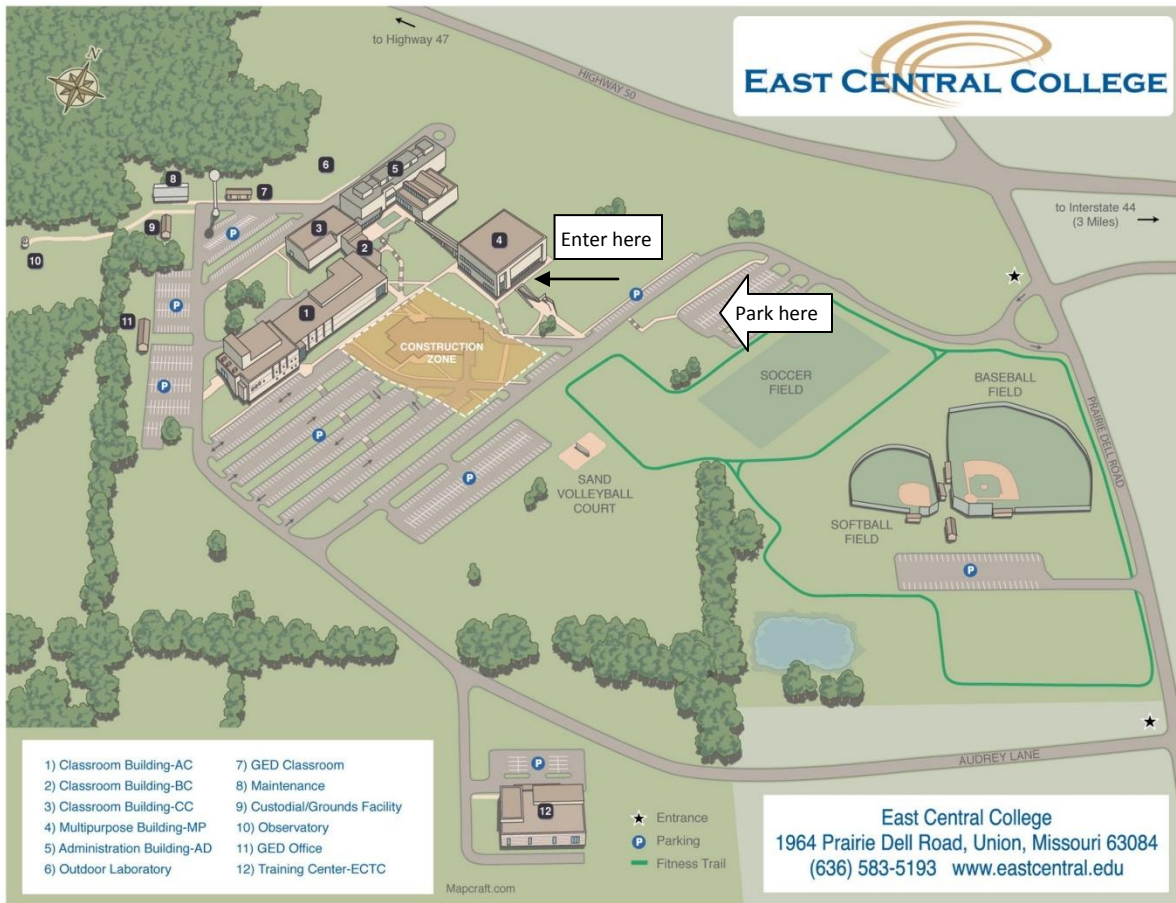 to Highway 47
HIGHWAY 50
EAST CENTRAL COLLEGE
N
to Interstate 44
(3 Miles)
8
7
6
5
9
10
3
2
4
Enter here
P
P
P
Park here
11
1
CONSTRUCTION
ZONE
SOCCER
FIELD
BASEBALL
FIELD
PRAIRIE DELL ROAD
P
P
P
SAND
VOLLEYBALL
COURT
SOFTBALL
FIELD
P
AUDREY LANE
P
12
1) Classroom Building-AC
2) Classroom Building-BC
3) Classroom Building-CC
4) Multipurpose Building-MP
5) Administration Building-AD
6) Outdoor Laboratory
7) GED Classroom
8) Maintenance
9) Custodial/Grounds Facility
10) Observatory
11) GED Office
12) Training Center-ECTC
Entrance
P Parking
Fitness Trail
Mapcraft.com
East Central College
1964 Prairie Dell Road, Union, Missouri 63084
(636) 583-5193 www.eastcentral.edu